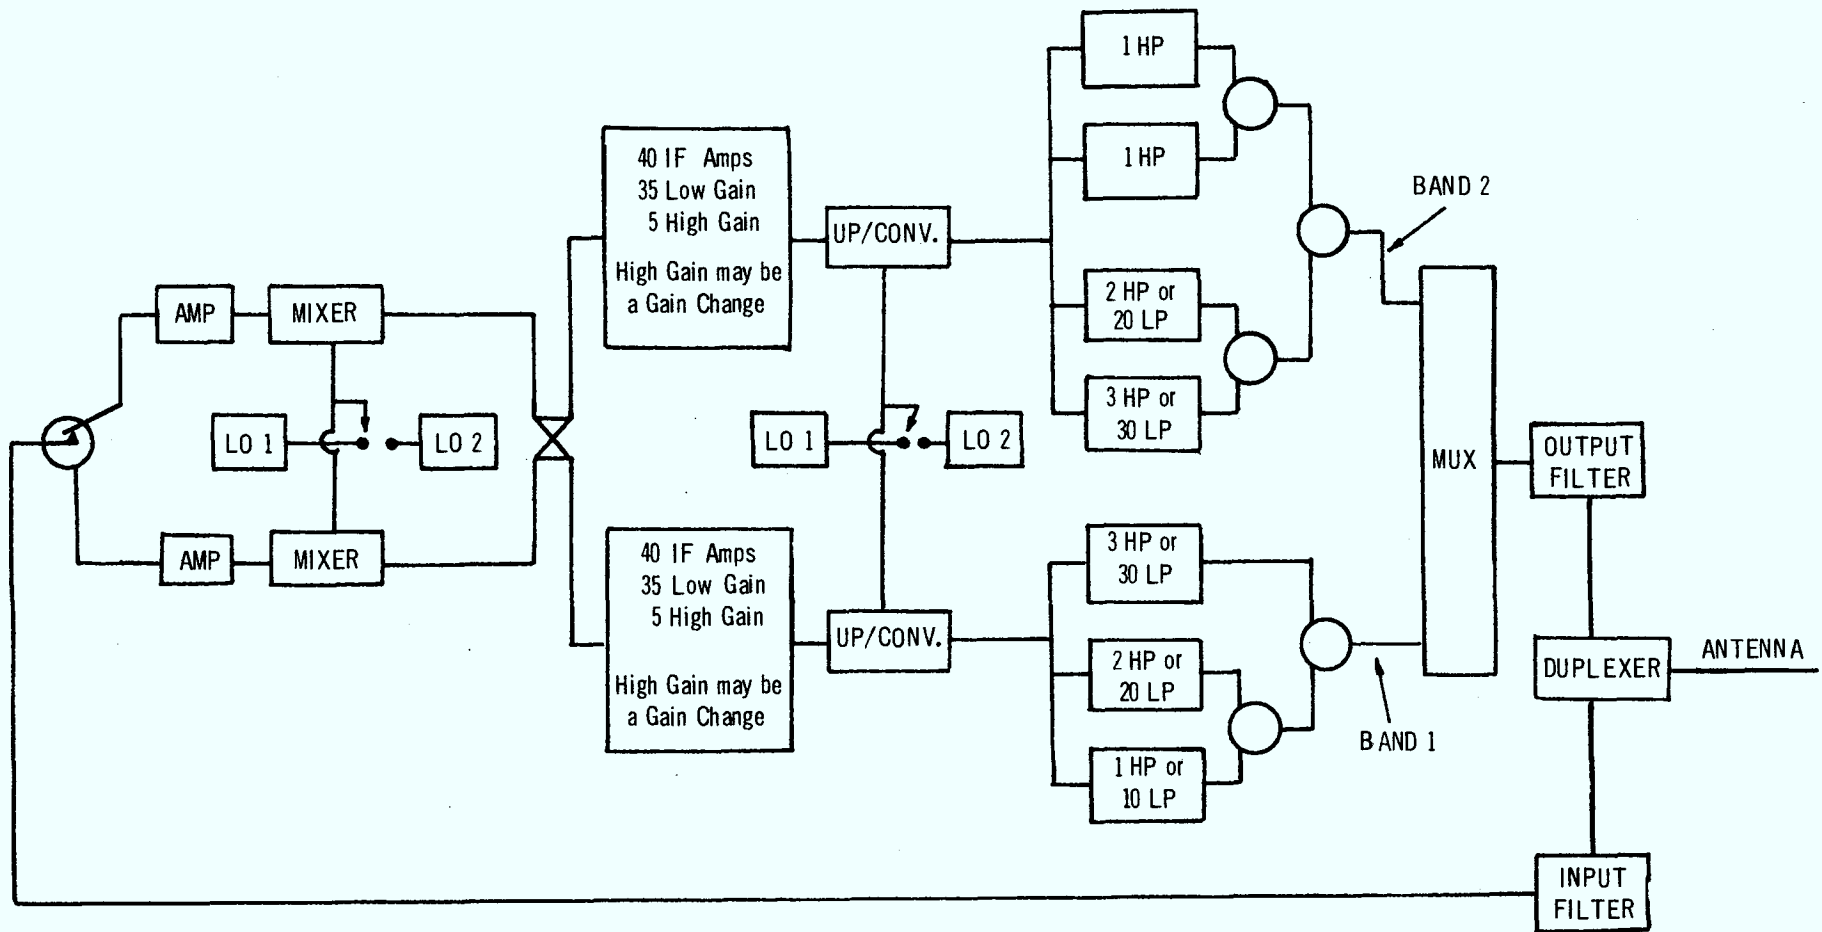 1 HP
1 HP
40 IF Amps
35 Low Gain
5 High Gain
High Gain may be
a Gain Change
UP/CONV.
BAND 2
2 HP or
20 LP
3 HP or
30 LP
AMP
MIXER
LO 1
LO 2
LO 1
LO 2
AMP
MIXER
40 IF Amps
35 Low Gain
5 High Gain
High Gain may be
a Gain Change
UP/CONV.
3 HP or
30 LP
2 HP or
20 LP
1 HP or
10 LP
BAND 1
MUX
OUTPUT
FILTER
DUPLEXER
ANTENNA
INPUT
FILTER